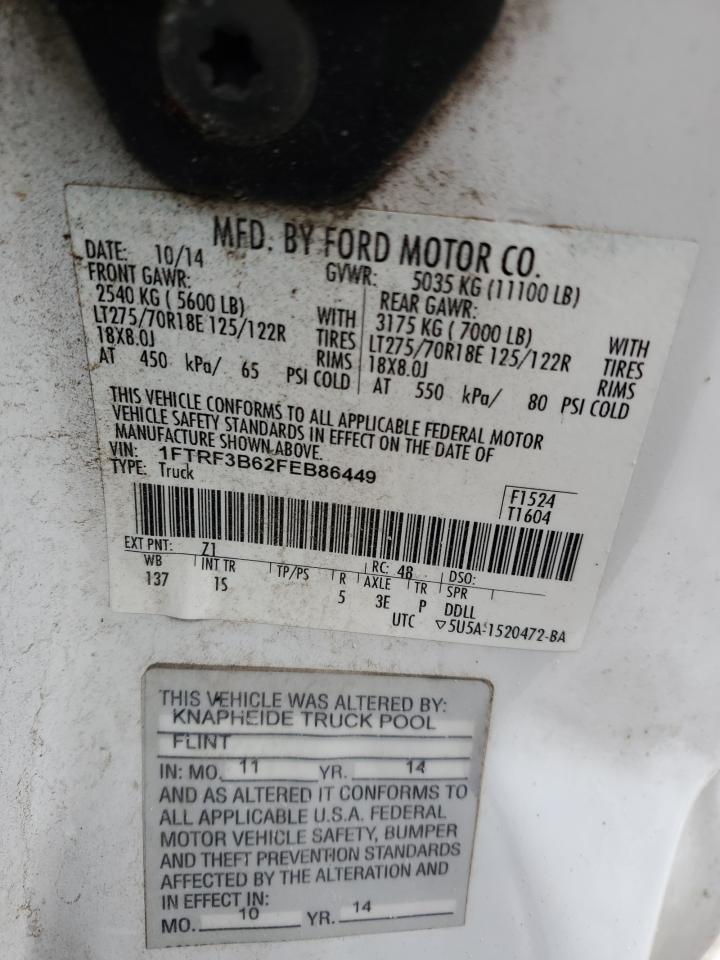 MFD. BY FORD MOTOR CO.
DATE: 10/14 GVWR: 5035 KG (11100 LB)
FRONT GAWR: REAR GAWR:
2540 KG ( 5600 LB) WITH 3175 KG ( 7000 LB) WITH
LT275/70R18E 125/122R TIRES LT275/70R18E 125/122R TIRES
18X8.0J RIMS 18X8.0J RIMS
AT 450 kPa/ 65 PSI COLD AT 550 kPa/ 80 PSI COLD
THIS VEHICLE CONFORMS TO ALL APPLICABLE FEDERAL MOTOR
VEHICLE SAFETY STANDARDS IN EFFECT ON THE DATE OF
MANUFACTURE SHOWN ABOVE.
VIN: 1FTRF3B62FEB86449
TYPE: Truck
F1524
T1604
EXT PNT: Z1 RC: 48 DSO:
WB INT TR TP/PS R AXLE TR SPR
137 1S 5 3E P DDLL
UTC ▽5U5A-1520472-BA
THIS VEHICLE WAS ALTERED BY:
KNAPHEIDE TRUCK POOL
FLINT
IN: MO. 11 YR. 14
AND AS ALTERED IT CONFORMS TO
ALL APPLICABLE U.S.A. FEDERAL
MOTOR VEHICLE SAFETY, BUMPER
AND THEFT PREVENTION STANDARDS
AFFECTED BY THE ALTERATION AND
IN EFFECT IN:
MO. 10 YR. 14